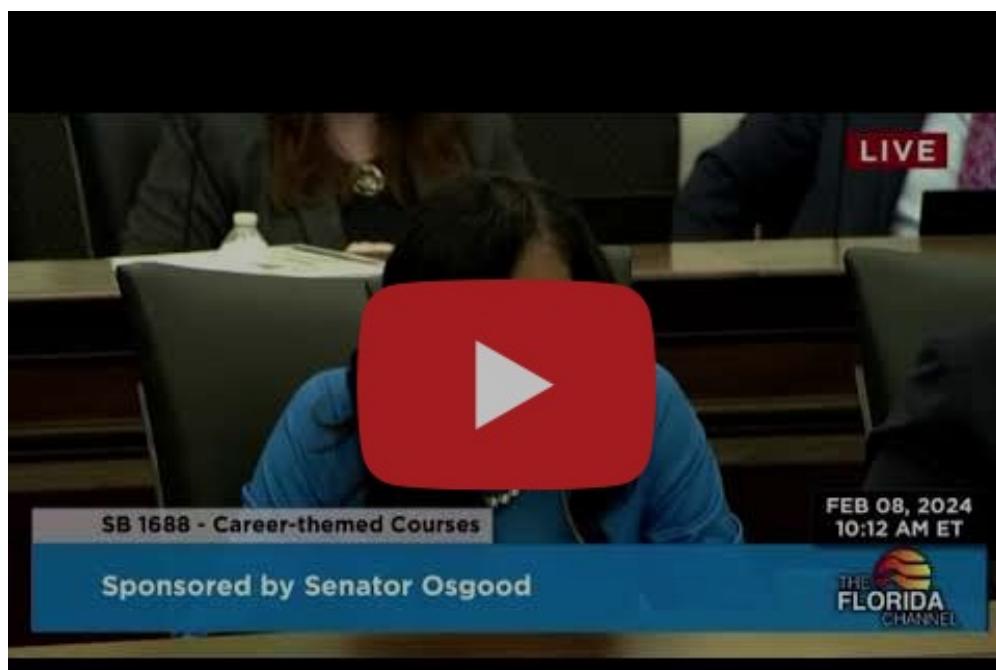 LIVE
FEB 08, 2024
10:12 AM ET
SB 1688 - Career-themed Courses
Sponsored by Senator Osgood
THE
FLORIDA
CHANNEL